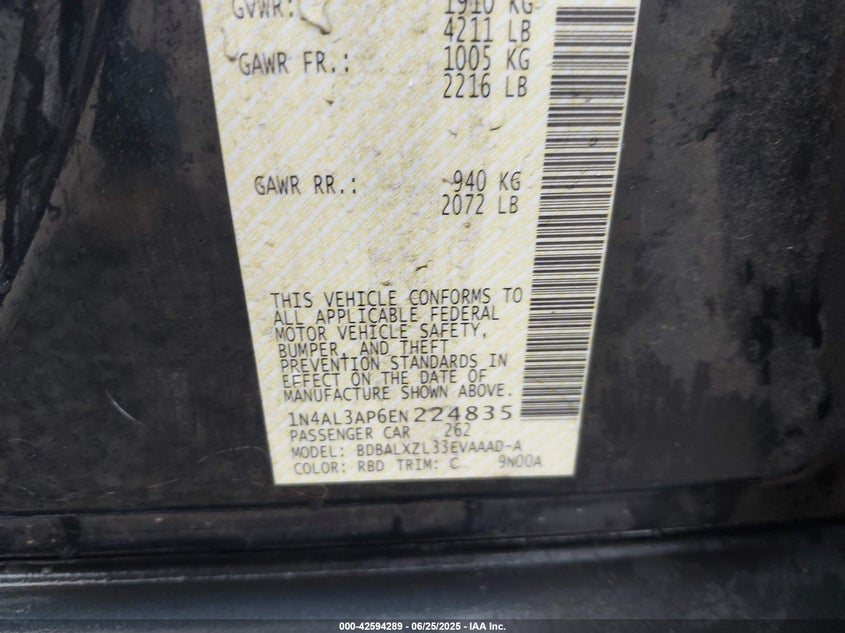 GVWR: 1910 KG
4211 LB
GAWR FR.: 1005 KG
2216 LB
GAWR RR.: 940 KG
2072 LB
THIS VEHICLE CONFORMS TO
ALL APPLICABLE FEDERAL
MOTOR VEHICLE SAFETY,
BUMPER, AND THEFT
PREVENTION STANDARDS IN
EFFECT ON THE DATE OF
MANUFACTURE SHOWN ABOVE.
1N4AL3AP6EN224835
PASSENGER CAR 262
MODEL: BDBALXZL33EVAAAD-A
COLOR: RBD TRIM: C 9N00A
000-42594289 - 06/25/2025 - IAA Inc.